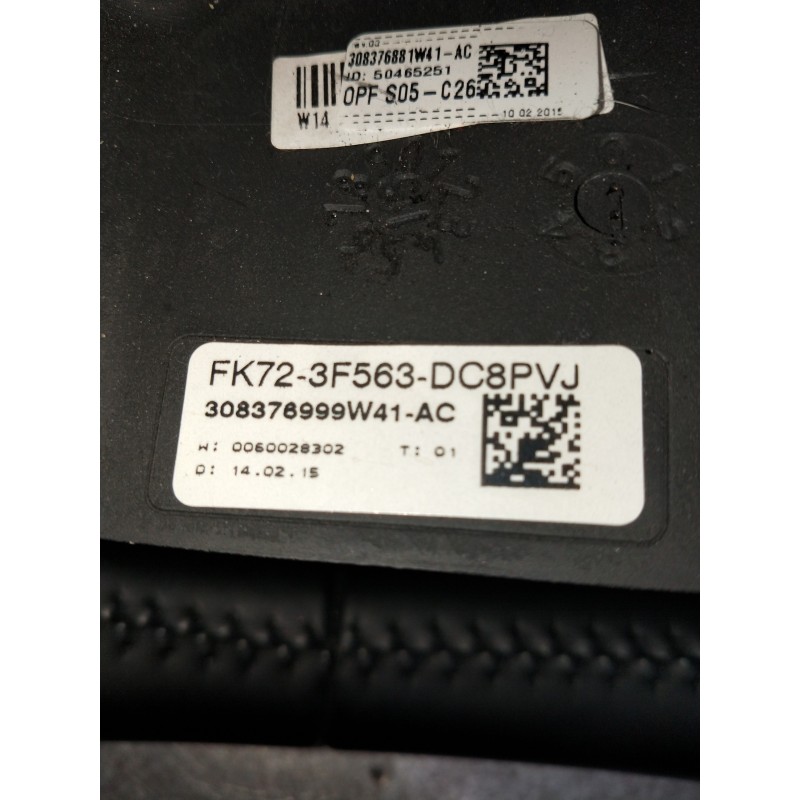 308376881W41-AC
ID: 50465251
OPF S05-C26
W14
10.02.2015
FK72-3F563-DC8PVJ
308376999W41-AC
W: 0060028302 T: 01
D: 14.02.15